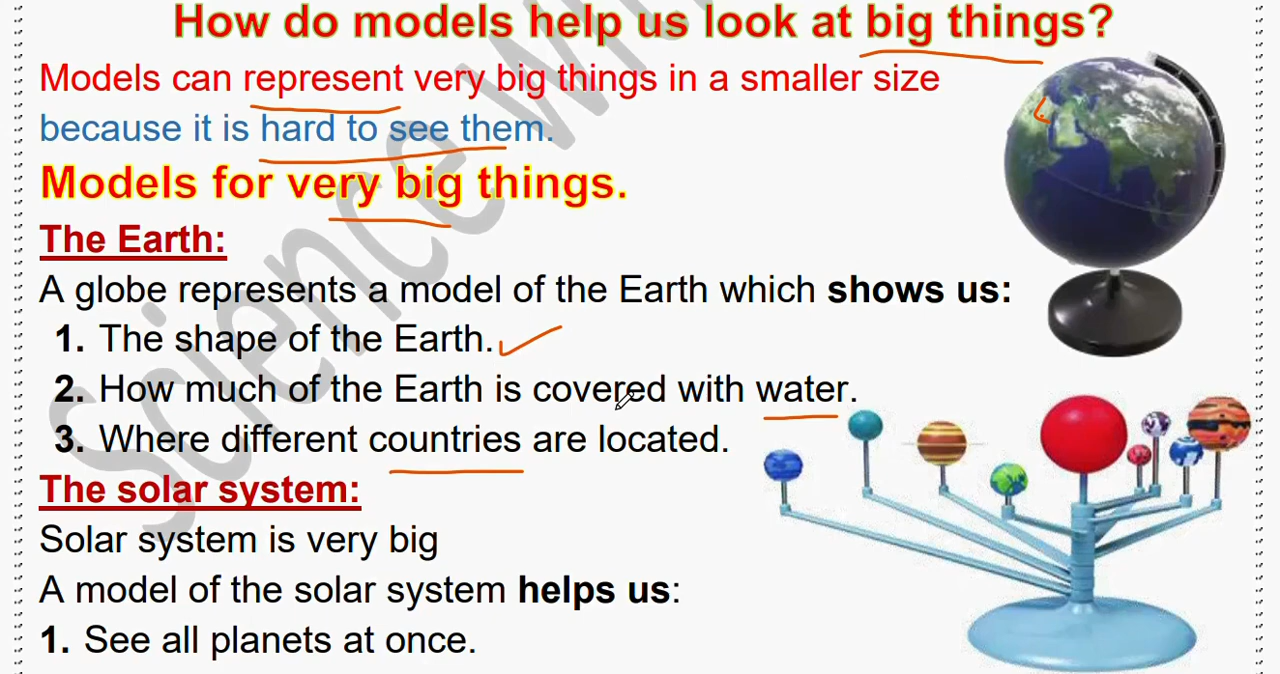 How do models help us look at big things?
Models can represent very big things in a smaller size
because it is hard to see them.
Models for very big things.
The Earth:
A globe represents a model of the Earth which shows us:
1. The shape of the Earth.
2. How much of the Earth is covered with water.
3. Where different countries are located.
The solar system:
Solar system is very big
A model of the solar system helps us:
1. See all planets at once.
Science with